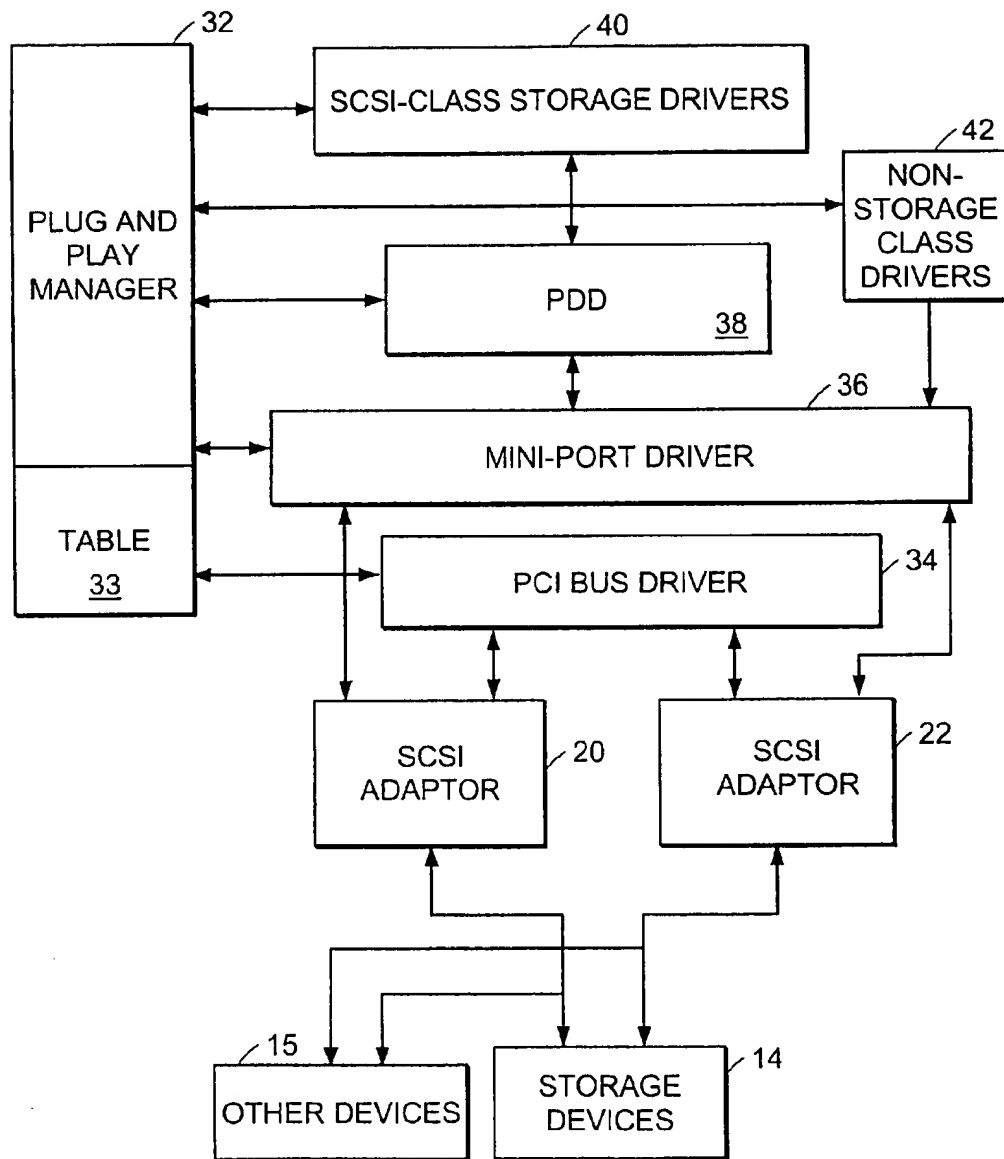 32
40
SCSI-CLASS STORAGE DRIVERS
42
NON-
STORAGE
CLASS
DRIVERS
PLUG AND
PLAY
MANAGER
PDD
38
36
MINI-PORT DRIVER
TABLE
33
34
PCI BUS DRIVER
SCSI
ADAPTOR
20
SCSI
ADAPTOR
22
15
OTHER DEVICES
STORAGE
DEVICES
14